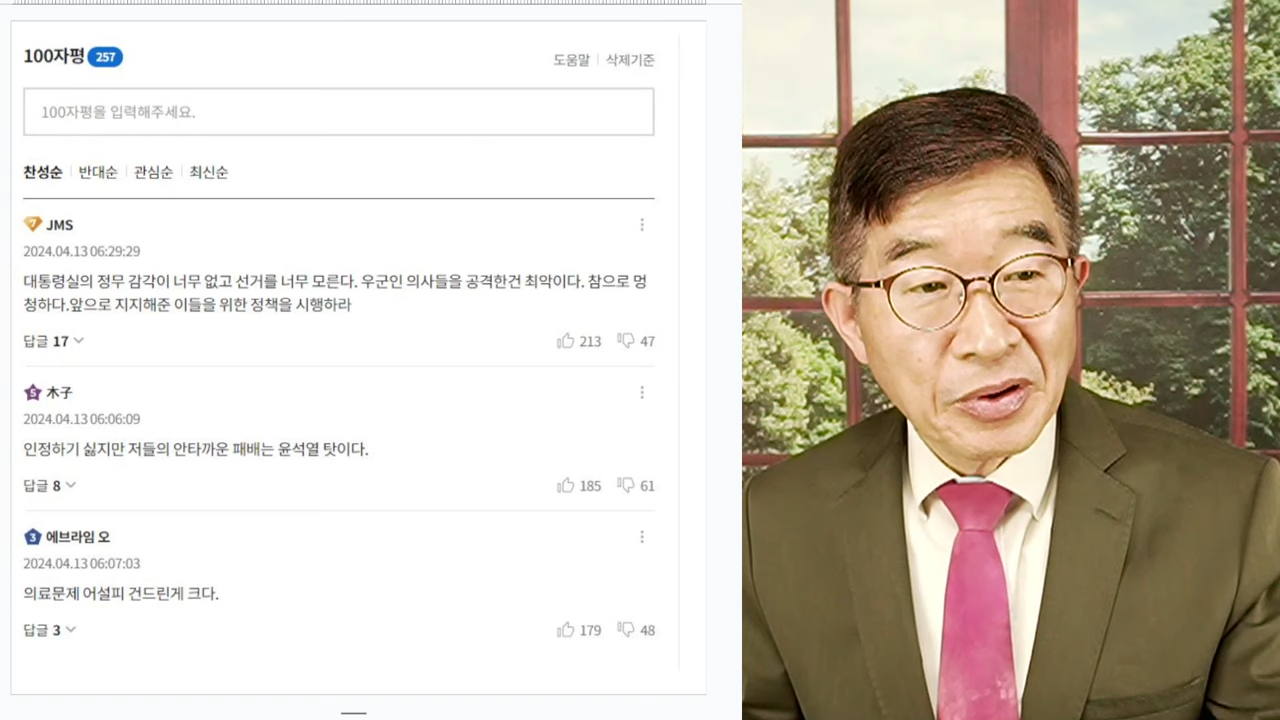 100자평 257
도움말 삭제기준
100자평을 입력해주세요.
찬성순 반대순 관심순 최신순
7 JMS
2024.04.13 06:29:29
대통령실의 정무 감각이 너무 없고 선거를 너무 모른다. 우군인 의사들을 공격한건 최악이다. 참으로 멍
청하다.앞으로 지지해준 이들을 위한 정책을 시행하라
답글 17 213 47
5 木子
2024.04.13 06:06:09
인정하기 싫지만 저들의 안타까운 패배는 윤석열 탓이다.
답글 8 185 61
3 에브라임 오
2024.04.13 06:07:03
의료문제 어설피 건드린게 크다.
답글 3 179 48